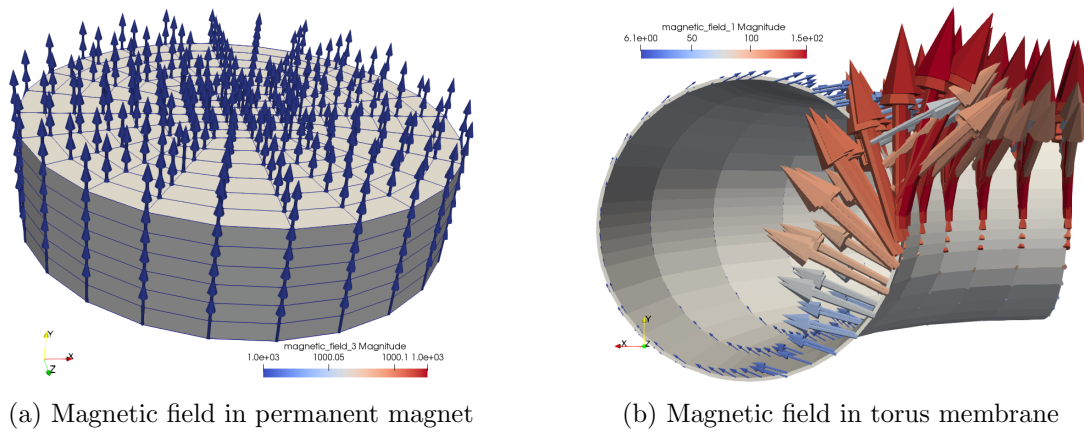 magnetic_field_1 Magnitude
6.1e+00 50 100 1.5e+02
Y
X
Z
magnetic_field_3 Magnitude
1.0e+03 1000.05 1000.1 1.0e+03
Y
X
Z
(a) Magnetic field in permanent magnet
(b) Magnetic field in torus membrane